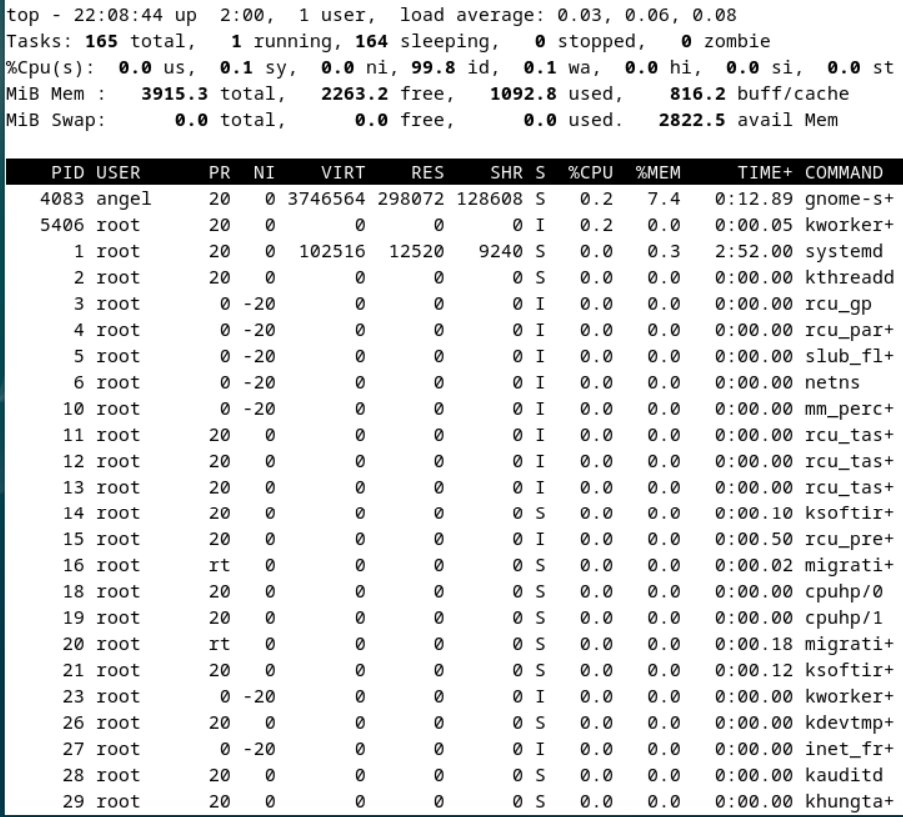 top - 22:08:44 up  2:00,  1 user,  load average: 0.03, 0.06, 0.08
Tasks: 165 total,   1 running, 164 sleeping,   0 stopped,   0 zombie
%Cpu(s):  0.0 us,  0.1 sy,  0.0 ni, 99.8 id,  0.1 wa,  0.0 hi,  0.0 si,  0.0 st
MiB Mem :   3915.3 total,   2263.2 free,   1092.8 used,    816.2 buff/cache
MiB Swap:      0.0 total,      0.0 free,      0.0 used.   2822.5 avail Mem
PID USER      PR  NI    VIRT    RES    SHR S  %CPU  %MEM     TIME+ COMMAND
4083 angel     20   0 3746564 298072 128608 S   0.2   7.4   0:12.89 gnome-s+
5406 root      20   0       0      0      0 I   0.2   0.0   0:00.05 kworker+
1 root      20   0  102516  12520   9240 S   0.0   0.3   2:52.00 systemd
2 root      20   0       0      0      0 S   0.0   0.0   0:00.00 kthreadd
3 root       0 -20       0      0      0 I   0.0   0.0   0:00.00 rcu_gp
4 root       0 -20       0      0      0 I   0.0   0.0   0:00.00 rcu_par+
5 root       0 -20       0      0      0 I   0.0   0.0   0:00.00 slub_fl+
6 root       0 -20       0      0      0 I   0.0   0.0   0:00.00 netns
10 root       0 -20       0      0      0 I   0.0   0.0   0:00.00 mm_perc+
11 root      20   0       0      0      0 I   0.0   0.0   0:00.00 rcu_tas+
12 root      20   0       0      0      0 I   0.0   0.0   0:00.00 rcu_tas+
13 root      20   0       0      0      0 I   0.0   0.0   0:00.00 rcu_tas+
14 root      20   0       0      0      0 S   0.0   0.0   0:00.10 ksoftir+
15 root      20   0       0      0      0 I   0.0   0.0   0:00.50 rcu_pre+
16 root      rt   0       0      0      0 S   0.0   0.0   0:00.02 migrati+
18 root      20   0       0      0      0 S   0.0   0.0   0:00.00 cpuhp/0
19 root      20   0       0      0      0 S   0.0   0.0   0:00.00 cpuhp/1
20 root      rt   0       0      0      0 S   0.0   0.0   0:00.18 migrati+
21 root      20   0       0      0      0 S   0.0   0.0   0:00.12 ksoftir+
23 root       0 -20       0      0      0 I   0.0   0.0   0:00.00 kworker+
26 root      20   0       0      0      0 S   0.0   0.0   0:00.00 kdevtmp+
27 root       0 -20       0      0      0 I   0.0   0.0   0:00.00 inet_fr+
28 root      20   0       0      0      0 S   0.0   0.0   0:00.00 kauditd
29 root      20   0       0      0      0 S   0.0   0.0   0:00.00 khungta+